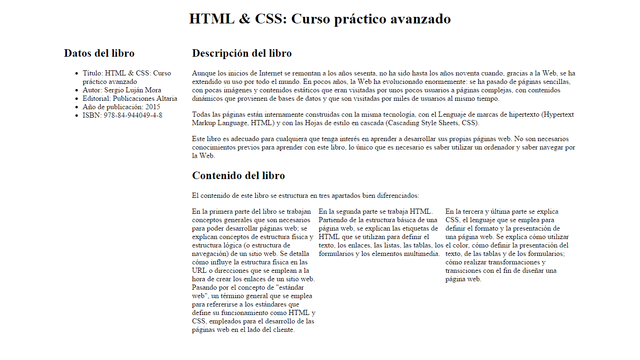 HTML & CSS: Curso práctico avanzado
Datos del libro
Título: HTML & CSS: Curso
práctico avanzado
Autor: Sergio Luján Mora
Editorial: Publicaciones Altaria
Año de publicación: 2015
ISBN: 978-84-944049-4-8
Descripción del libro
Aunque los inicios de Internet se remontan a los años sesenta, no ha sido hasta los años noventa cuando, gracias a la Web, se ha
extendido su uso por todo el mundo. En pocos años, la Web ha evolucionado enormemente: se ha pasado de páginas sencillas,
con pocas imágenes y contenidos estáticos que eran visitadas por unos pocos usuarios a páginas complejas, con contenidos
dinámicos que provienen de bases de datos y que son visitadas por miles de usuarios al mismo tiempo.
Todas las páginas están internamente construidas con la misma tecnología, con el Lenguaje de marcas de hipertexto (Hypertext
Markup Language, HTML) y con las Hojas de estilo en cascada (Cascading Style Sheets, CSS).
Este libro es adecuado para cualquiera que tenga interés en aprender a desarrollar sus propias páginas web. No son necesarios
conocimientos previos para aprender con este libro, lo único que es necesario es saber utilizar un ordenador y saber navegar por
la Web.
Contenido del libro
El contenido de este libro se estructura en tres apartados bien diferenciados:
En la primera parte del libro se trabajan
conceptos generales que son necesarios
para poder desarrollar páginas web; se
explican conceptos de estructura física y
estructura lógica (o estructura de
navegación) de un sitio web. Se detalla
cómo influye la estructura física en las
URL o direcciones que se emplean a la
hora de crear los enlaces de un sitio web.
Pasando por el concepto de "estándar
web", un término general que se emplea
para refererirse a los estándares que
define su funcionamiento como HTML y
CSS, empleados para el desarrollo de las
páginas web en el lado del cliente.
En la segunda parte se trabaja HTML.
Partiendo de la estructura básica de una
página web, se explican las etiquetas de
HTML que se utilizan para definir el
texto, los enlaces, las listas, las tablas, los
formularios y los elementos multimedia.
En la tercera y última parte se explica
CSS, el lenguaje que se emplea para
definir el formato y la presentación de
una página web. Se explica cómo utilizar
el color, cómo definir la presentación del
texto, de las tablas y de los formularios;
cómo realizar transformaciones y
transiciones con el fin de diseñar una
página web.